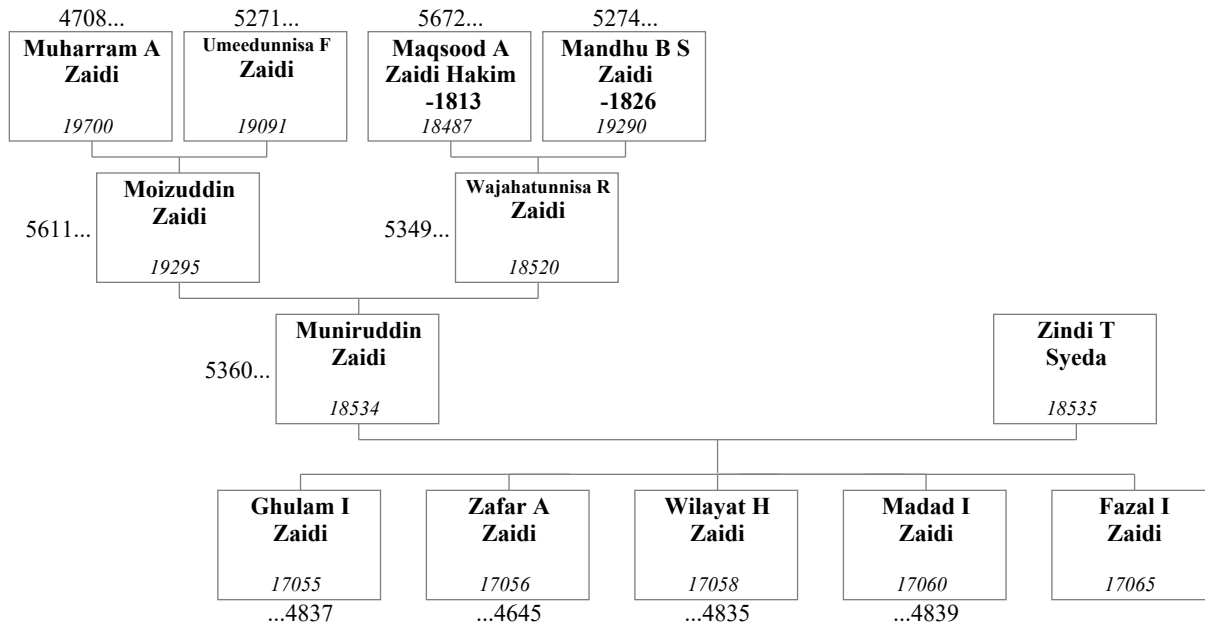 4708... 5271... 5672... 5274...
Muharram A
Zaidi
19700
Umeedunnisa F
Zaidi
19091
Maqsood A
Zaidi Hakim
-1813
18487
Mandhu B S
Zaidi
-1826
19290
5611...
Moizuddin
Zaidi
19295
5349...
Wajahatunnisa R
Zaidi
18520
5360...
Muniruddin
Zaidi
18534
Zindi T
Syeda
18535
Ghulam I
Zaidi
17055
...4837
Zafar A
Zaidi
17056
...4645
Wilayat H
Zaidi
17058
...4835
Madad I
Zaidi
17060
...4839
Fazal I
Zaidi
17065